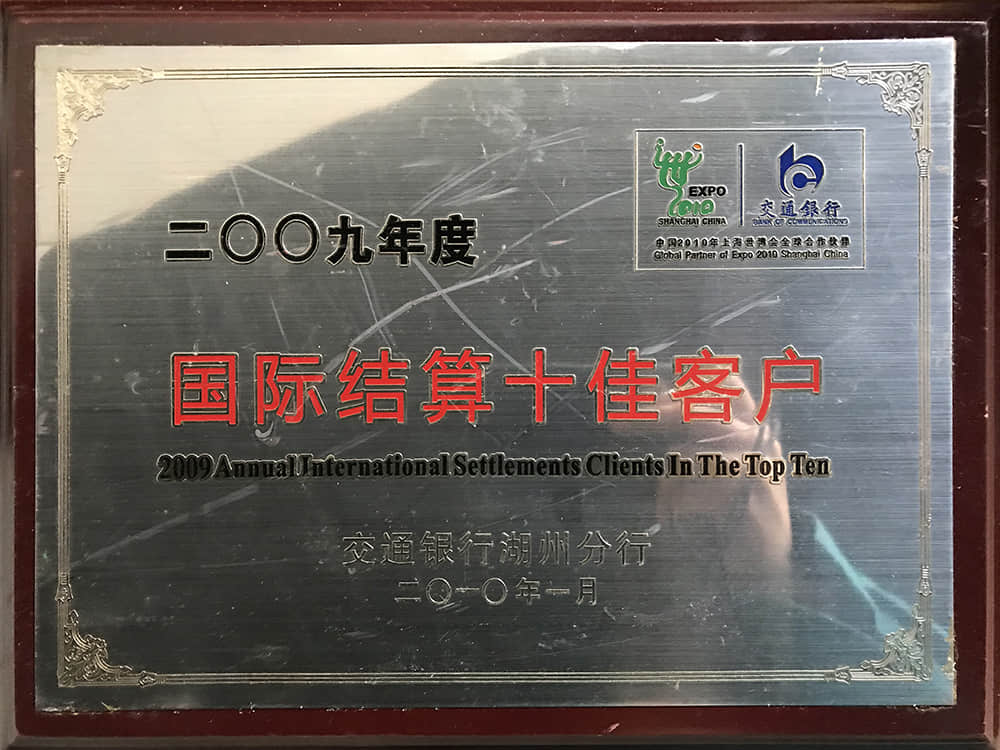 二〇〇九年度
EXPO
2010
SHANGHAI CHINA
交通银行
BANK OF COMMUNICATIONS
中国2010年上海世博会全球合作伙伴
Global Partner of Expo 2010 Shanghai China
国际结算十佳客户
2009 Annual International Settlements Clients In The Top Ten
交通银行湖州分行
二〇一〇年一月